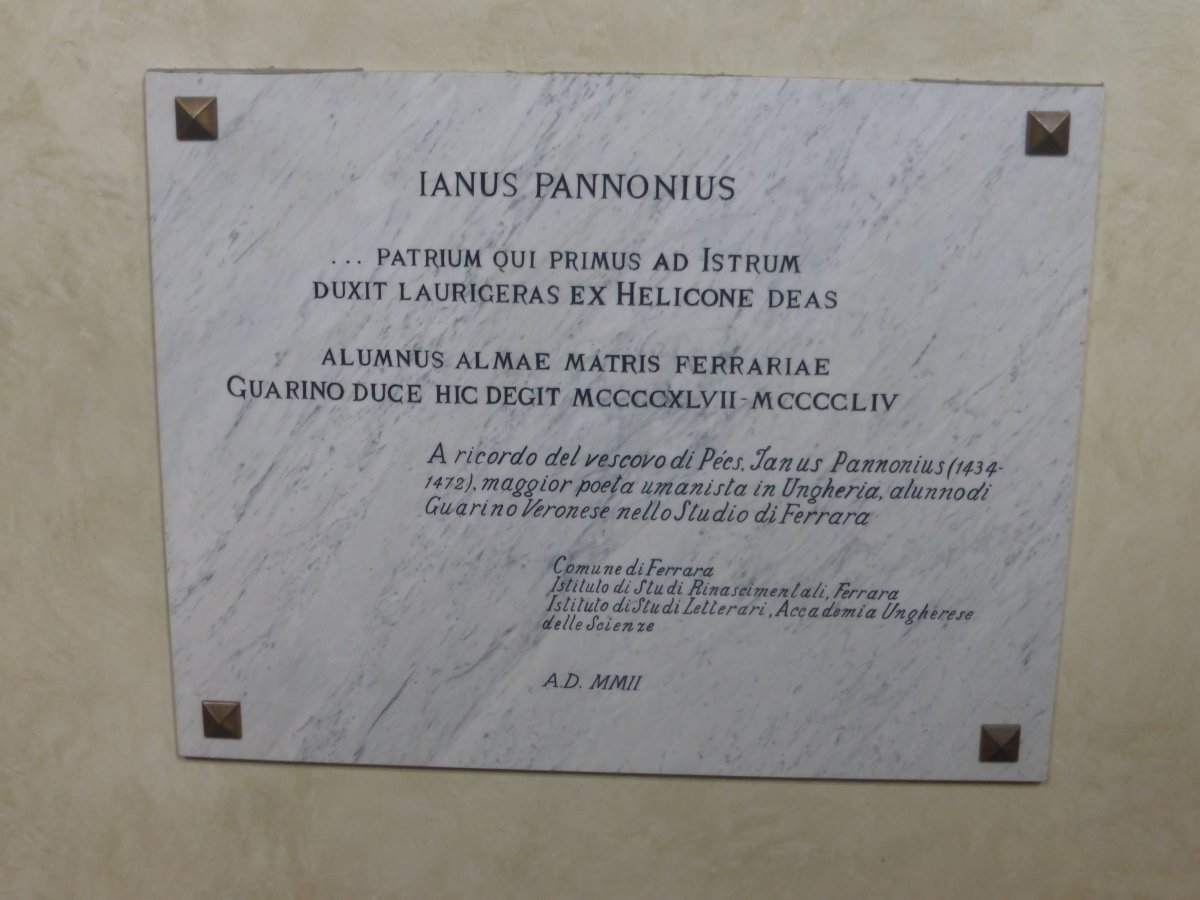 IANUS PANNONIUS
... PATRIUM QUI PRIMUS AD ISTRUM
DUXIT LAURIGERAS EX HELICONE DEAS
ALUMNUS ALMAE MATRIS FERRARIAE
GUARINO DUCE HIC DEGIT MCCCCXLVII-MCCCCLIV
A ricordo del vescovo di Pécs, Janus Pannonius (1434-
1472), maggior poeta umanista in Ungheria, alunno di
Guarino Veronese nello Studio di Ferrara
Comune di Ferrara
Istituto di Studi Rinascimentali, Ferrara
Istituto di Studi Letterari, Accademia Ungherese
delle Scienze
A.D. MMII